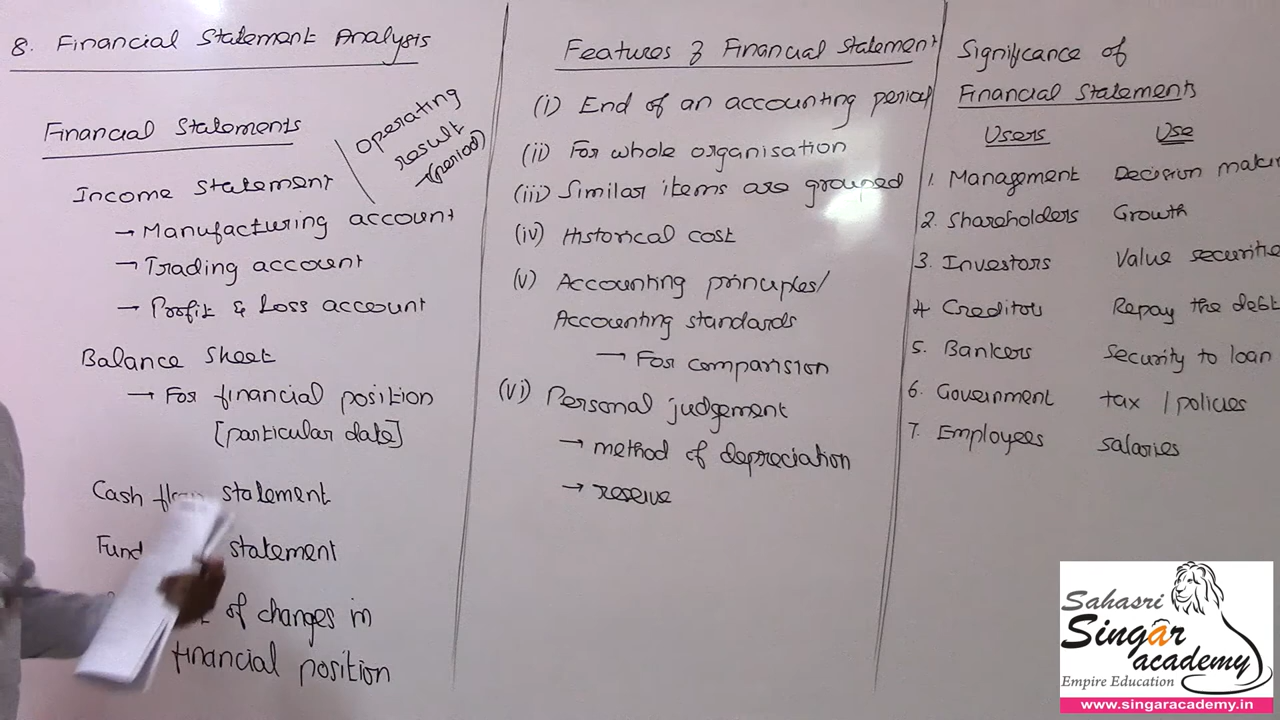 8. Financial Statement Analysis
Financial Statements
operating
result
(period)
Income statement
→ Manufacturing account
→ Trading account
→ Profit & Loss account
Balance sheet
→ For financial position
[particular date]
Cash flow statement
Fund statement
of changes in
financial position
Features of Financial Statement
(i) End of an accounting period
(ii) For whole organisation
(iii) Similar items are grouped
(iv) Historical cost
(v) Accounting principles/
Accounting standards
→ For comparision
(vi) Personal judgement
→ method of depreciation
→ reserve
Significance of
Financial Statements
Users Use
1. Management Decision makin
2. Shareholders Growth
3. Investors Value securitie
4 Creditors Repay the debt
5. Bankers security to loan
6. Government tax / policies
7. Employees salaries
Sahasri
Singâr
academy
Empire Education
www.singaracademy.in